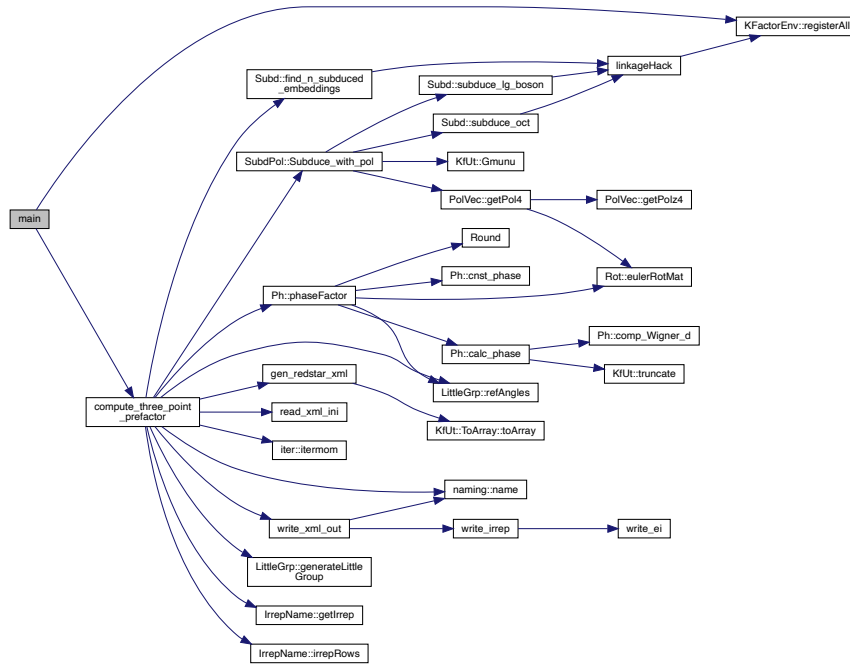 KFactorEnv::registerAll
linkageHack
Subd::find_n_subduced
_embeddings
Subd::subduce_lg_boson
Subd::subduce_oct
SubdPol::Subduce_with_pol
KfUt::Gmunu
PolVec::getPol4
PolVec::getPolz4
main
Round
Ph::cnst_phase
Rot::eulerRotMat
Ph::phaseFactor
Ph::calc_phase
Ph::comp_Wigner_d
KfUt::truncate
gen_redstar_xml
LittleGrp::refAngles
compute_three_point
_prefactor
read_xml_ini
KfUt::ToArray::toArray
iter::itermom
naming::name
write_xml_out
write_irrep
write_ei
LittleGrp::generateLittle
Group
IrrepName::getIrrep
IrrepName::irrepRows